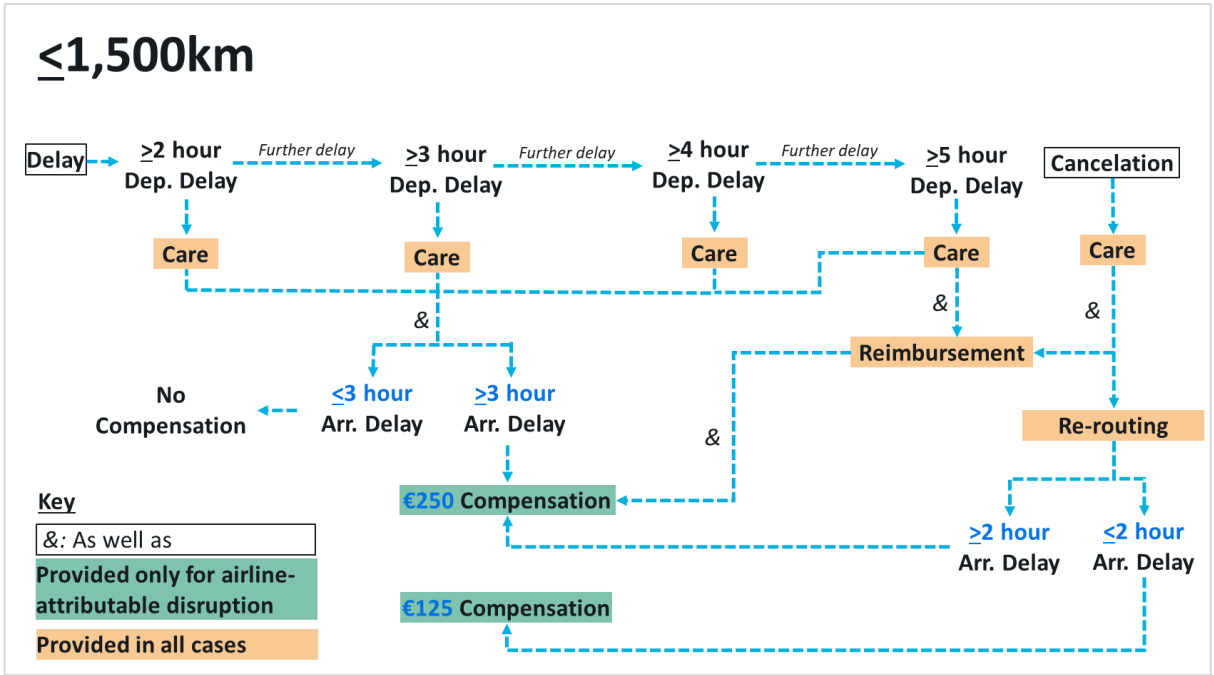 ≤1,500km
Delay
≥2 hour
Dep. Delay
Further delay
≥3 hour
Dep. Delay
Further delay
≥4 hour
Dep. Delay
Further delay
≥5 hour
Dep. Delay
Cancelation
Care
Care
Care
Care
Care
&
&
&
Reimbursement
No
Compensation
≤3 hour
Arr. Delay
≥3 hour
Arr. Delay
&
Re-routing
€250 Compensation
≥2 hour
Arr. Delay
≤2 hour
Arr. Delay
€125 Compensation
Key
&: As well as
Provided only for airline-
attributable disruption
Provided in all cases